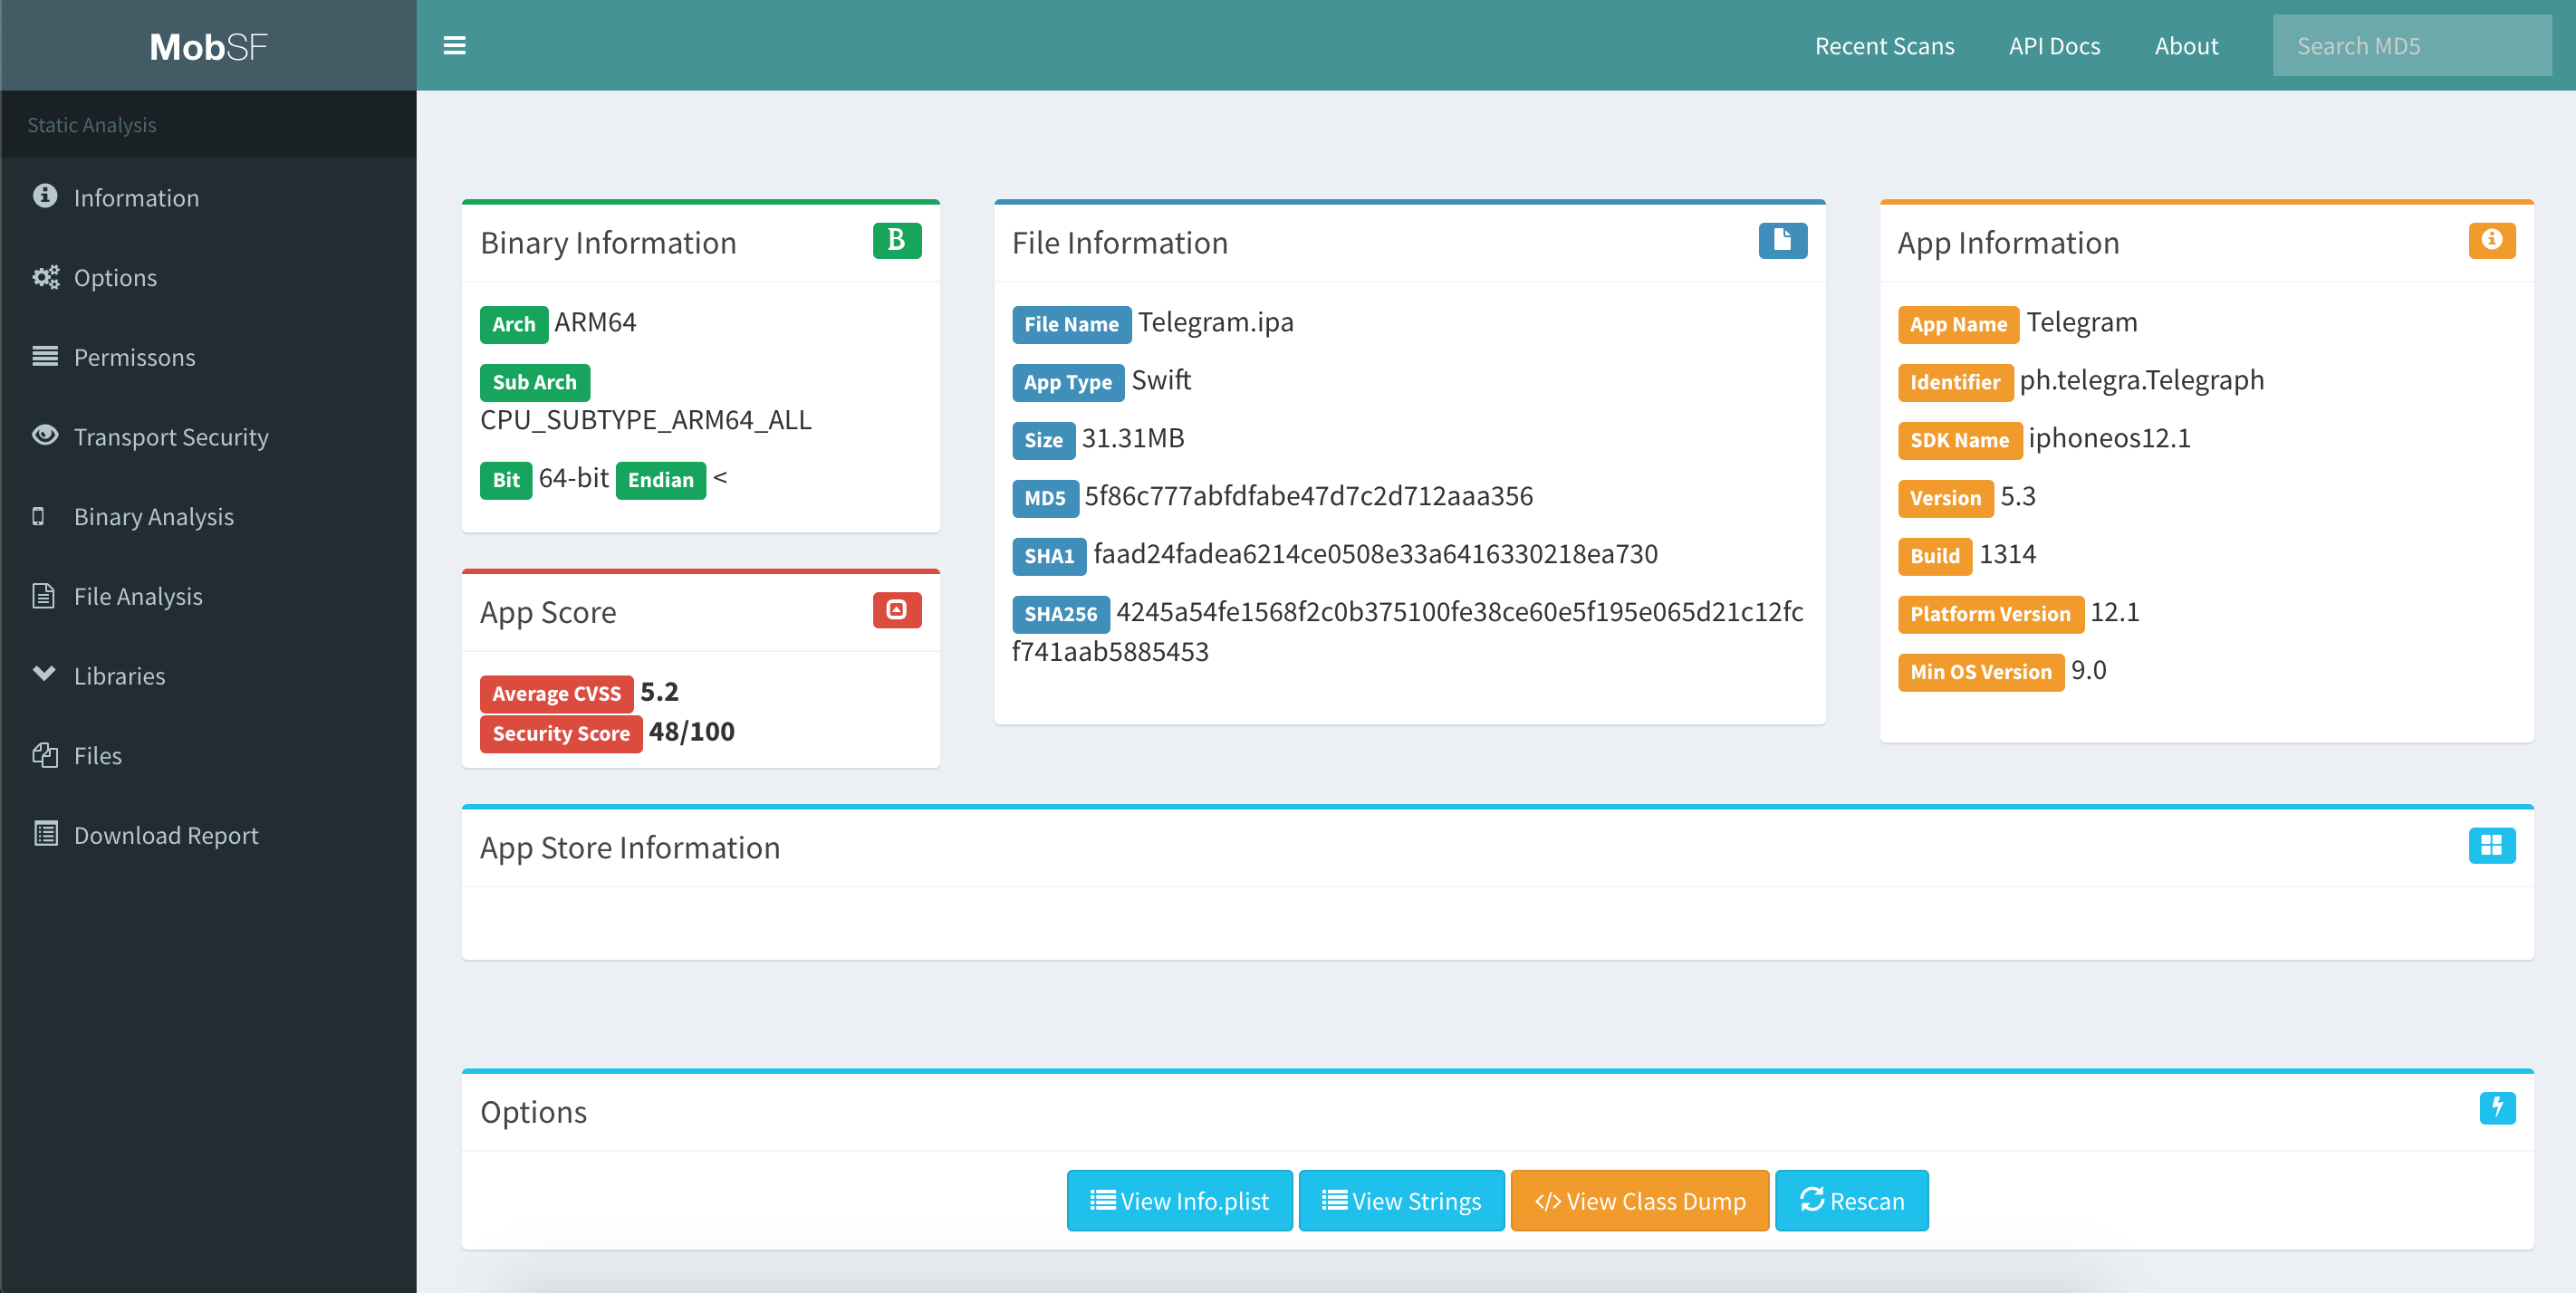 MobSF
Recent Scans
API Docs
About
Search MD5
Static Analysis
Information
Options
Permissons
Transport Security
Binary Analysis
File Analysis
Libraries
Files
Download Report
Binary Information
B
Arch ARM64
Sub Arch
CPU_SUBTYPE_ARM64_ALL
Bit 64-bit Endian <
App Score
Average CVSS 5.2
Security Score 48/100
File Information
File Name Telegram.ipa
App Type Swift
Size 31.31MB
MD5 5f86c777abfdfabe47d7c2d712aaa356
SHA1 faad24fadea6214ce0508e33a6416330218ea730
SHA256 4245a54fe1568f2c0b375100fe38ce60e5f195e065d21c12fc
f741aab5885453
App Information
App Name Telegram
Identifier ph.telegra.Telegraph
SDK Name iphoneos12.1
Version 5.3
Build 1314
Platform Version 12.1
Min OS Version 9.0
App Store Information
Options
View Info.plist
View Strings
</> View Class Dump
Rescan